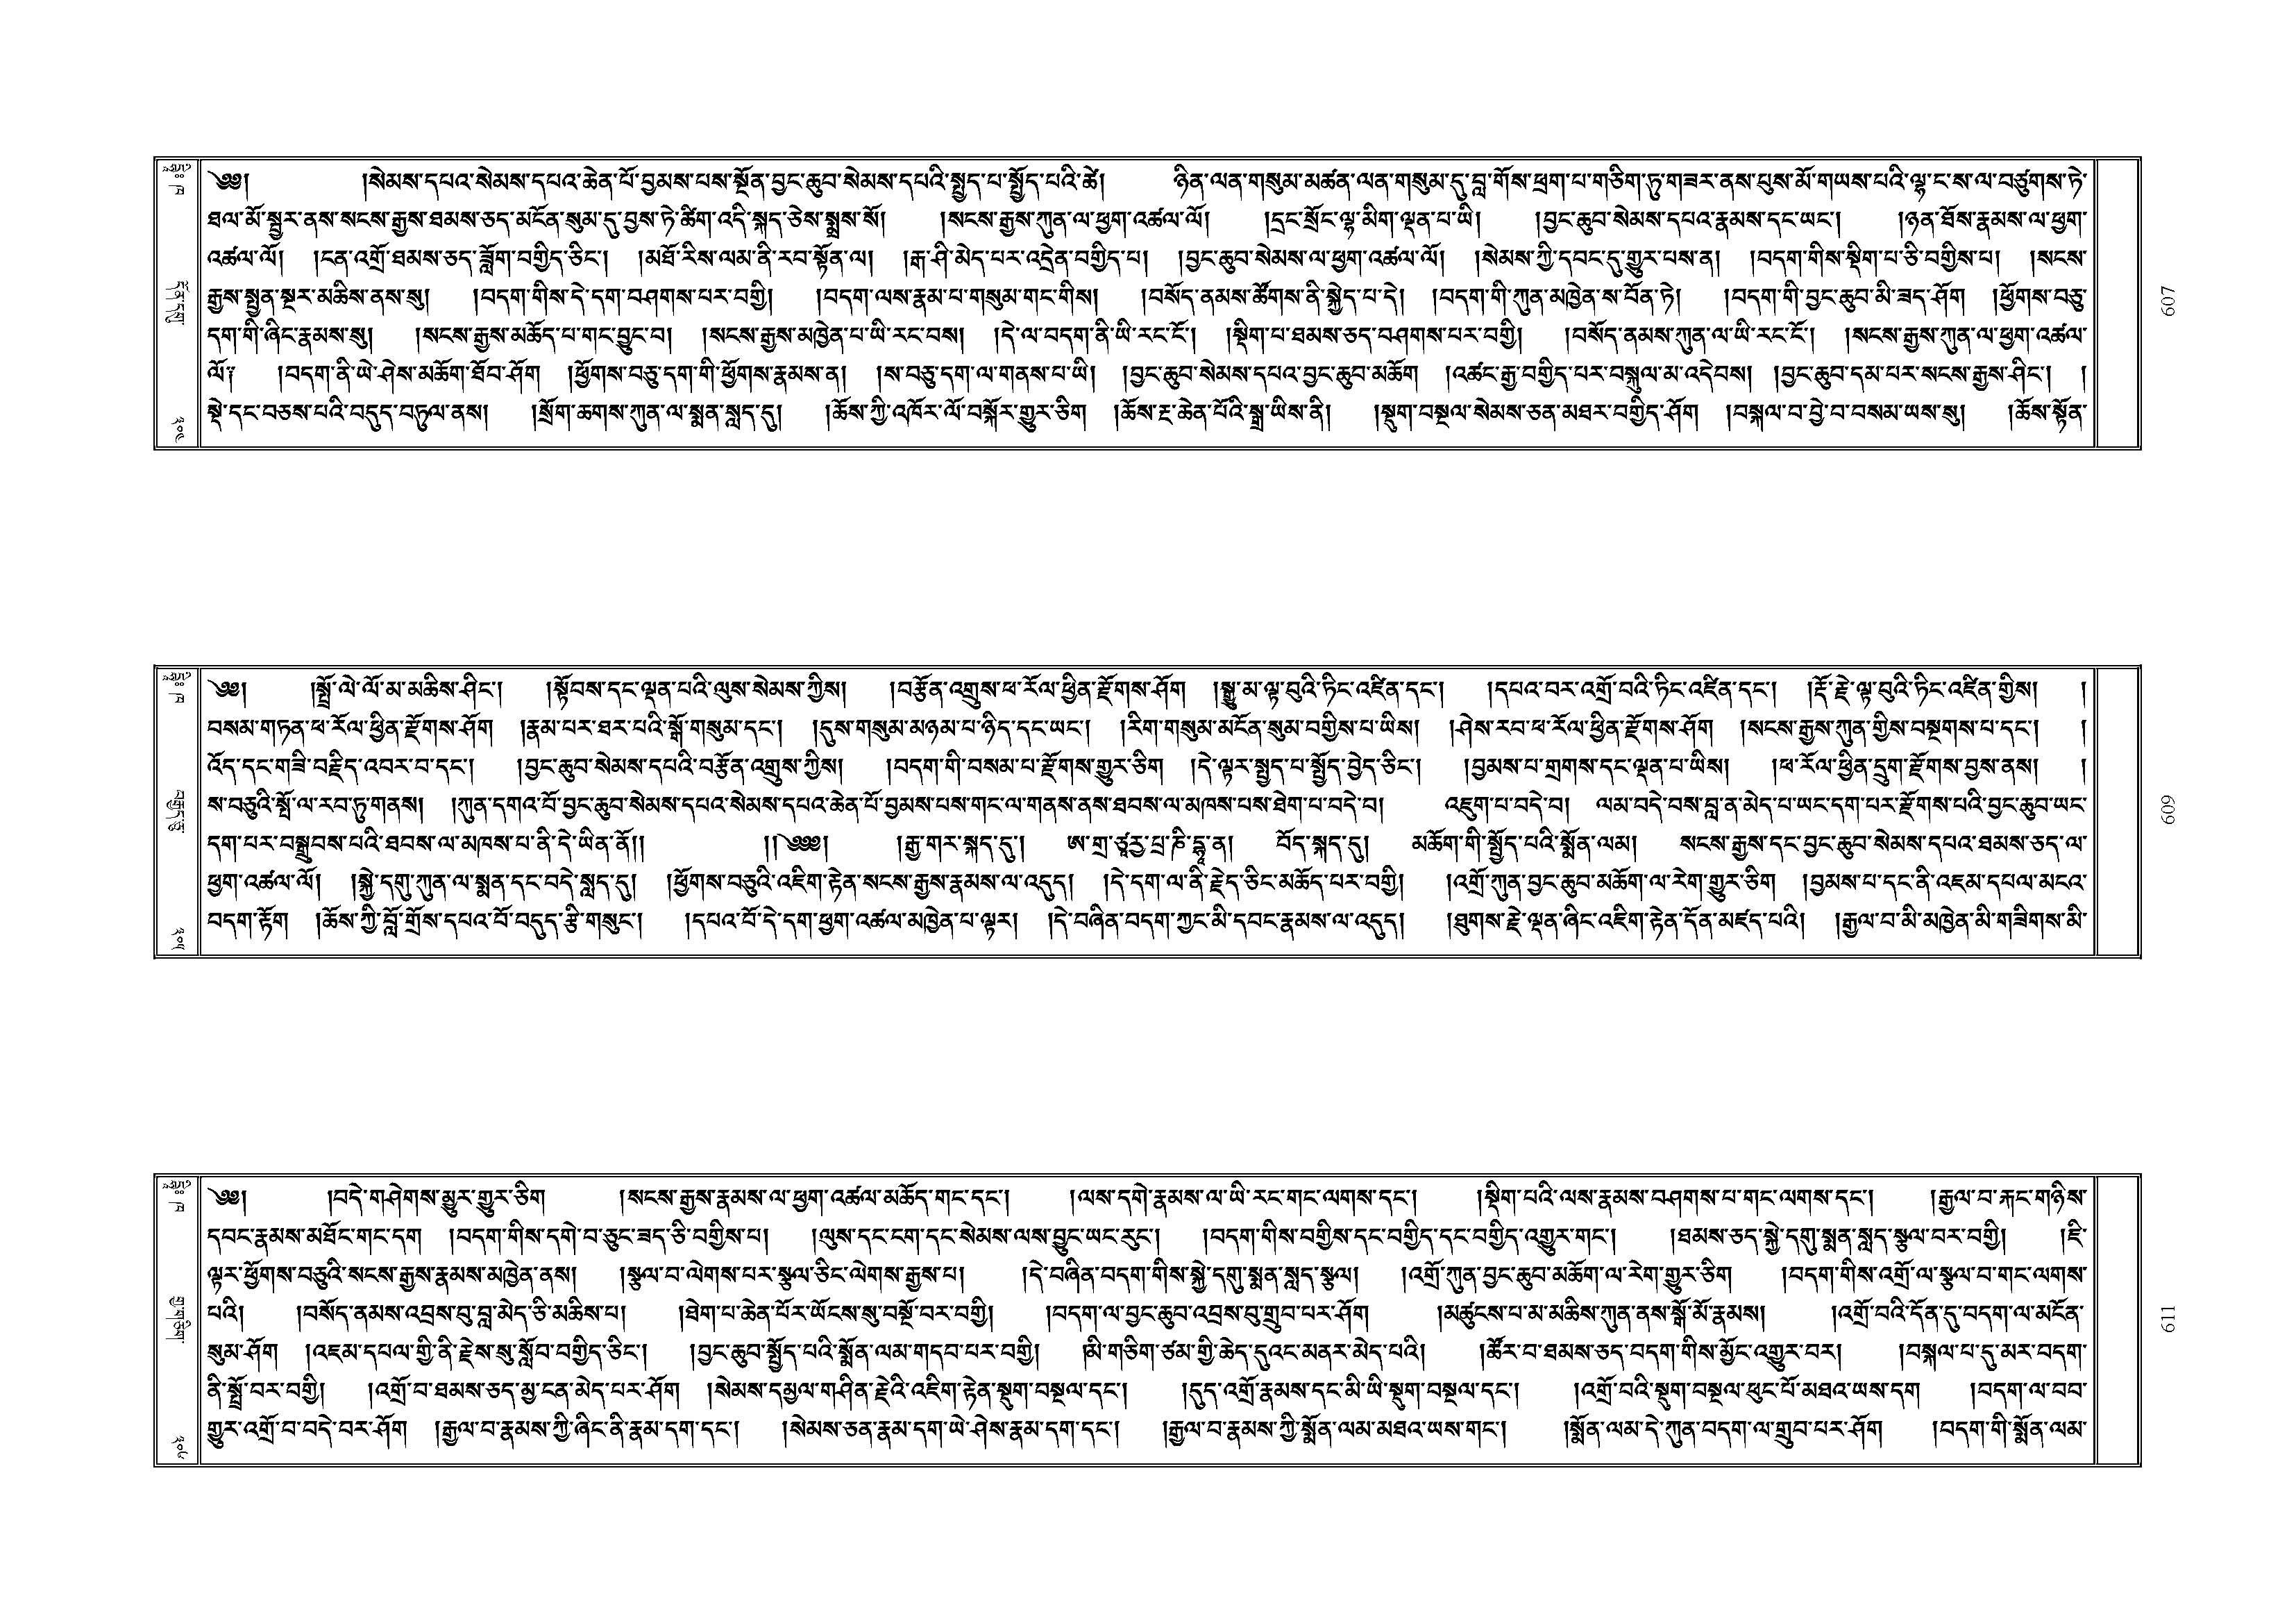 ༄༅། །སེམས་དཔའ་སེམས་དཔའ་ཆེན་པོ་བྱམས་པས་སྔོན་བྱང་ཆུབ་སེམས་དཔའི་སྤྱད་པ་སྤྱོད་པའི་ཚེ། ཉིན་ལན་གསུམ་མཚན་ལན་གསུམ་དུ་བླ་གོས་ཕྲག་པ་གཅིག་ཏུ་གཟར་ནས་པུས་མོ་གཡས་པའི་ལྷ་ང་ས་ལ་བཙུགས་ཏེ་
ཐལ་མོ་སྦྱར་ནས་སངས་རྒྱས་ཐམས་ཅད་མངོན་སུམ་དུ་བྱས་ཏེ་ཚིག་འདི་སྐད་ཅེས་སྨྲས་སོ། །སངས་རྒྱས་ཀུན་ལ་ཕྱག་འཚལ་ལོ། །དྲང་སྲོང་ལྷ་མིག་ལྡན་པ་ཡི། །བྱང་ཆུབ་སེམས་དཔའ་རྣམས་དང་ཡང་། །ཉན་ཐོས་རྣམས་ལ་ཕྱག་
འཚལ་ལོ། །ངན་འགྲོ་ཐམས་ཅད་ཟློག་བགྱིད་ཅིང་། །མཐོ་རིས་ལམ་ནི་རབ་སྟོན་ལ། །རྒ་ཤི་མེད་པར་འདྲེན་བགྱིད་པ། །བྱང་ཆུབ་སེམས་ལ་ཕྱག་འཚལ་ལོ། །སེམས་ཀྱི་དབང་དུ་གྱུར་པས་ན། །བདག་གིས་སྡིག་པ་ཅི་བགྱིས་པ། །སངས་
རྒྱས་སྤྱན་སྔར་མཆིས་ནས་སུ། །བདག་གིས་དེ་དག་བཤགས་པར་བགྱི། །བདག་ལས་རྣམ་པ་གསུམ་གང་གིས། །བསོད་ནམས་ཚོགས་ནི་སྐྱེད་པ་དེ། །བདག་གི་ཀུན་མཁྱེན་ས་བོན་ཏེ། །བདག་གི་བྱང་ཆུབ་མི་ཟད་ཤོག །ཕྱོགས་བཅུ་
དག་གི་ཞིང་རྣམས་སུ། །སངས་རྒྱས་མཆོད་པ་གང་བྱུང་བ། །སངས་རྒྱས་མཁྱེན་པ་ཡི་རང་བས། །དེ་ལ་བདག་ནི་ཡི་རང་ངོ་། །སྡིག་པ་ཐམས་ཅད་བཤགས་པར་བགྱི། །བསོད་ནམས་ཀུན་ལ་ཡི་རང་ངོ་། །སངས་རྒྱས་ཀུན་ལ་ཕྱག་འཚལ་
ལོ༑ །བདག་ནི་ཡེ་ཤེས་མཆོག་ཐོབ་ཤོག །ཕྱོགས་བཅུ་དག་གི་ཕྱོགས་རྣམས་ན། །ས་བཅུ་དག་ལ་གནས་པ་ཡི། །བྱང་ཆུབ་སེམས་དཔའ་བྱང་ཆུབ་མཆོག །འཚང་རྒྱ་བགྱིད་པར་བསྐུལ་མ་འདེབས། །བྱང་ཆུབ་དམ་པར་སངས་རྒྱས་ཤིང་། །
སྡེ་དང་བཅས་པའི་བདུད་བཏུལ་ནས། །སྲོག་ཆགས་ཀུན་ལ་སྨན་སླད་དུ། །ཆོས་ཀྱི་འཁོར་ལོ་བསྐོར་གྱུར་ཅིག །ཆོས་རྔ་ཆེན་པོའི་སྒྲ་ཡིས་ནི། །སྡུག་བསྔལ་སེམས་ཅན་མཐར་བགྱིད་ཤོག །བསྐལ་བ་བྱེ་བ་བསམ་ཡས་སུ། །ཆོས་སྟོན་
དོན་དགུ
༣༠༤
607
༄༅། །སྤྲོ་ལེ་ལོ་མ་མཆིས་ཤིང་། །སྟོབས་དང་ལྡན་པའི་ལུས་སེམས་ཀྱིས། །བརྩོན་འགྲུས་ཕ་རོལ་ཕྱིན་རྫོགས་ཤོག །སྒྱུ་མ་ལྟ་བུའི་ཏིང་འཛིན་དང་། །དཔའ་བར་འགྲོ་བའི་ཏིང་འཛིན་དང་། །རྡོ་རྗེ་ལྟ་བུའི་ཏིང་འཛིན་གྱིས། །
བསམ་གཏན་ཕ་རོལ་ཕྱིན་རྫོགས་ཤོག །རྣམ་པར་ཐར་པའི་སྒོ་གསུམ་དང་། །དུས་གསུམ་མཉམ་པ་ཉིད་དང་ཡང་། །རིག་གསུམ་མངོན་སུམ་བགྱིས་པ་ཡིས། །ཤེས་རབ་ཕ་རོལ་ཕྱིན་རྫོགས་ཤོག །སངས་རྒྱས་ཀུན་གྱིས་བསྔགས་པ་དང་། །
འོད་དང་གཟི་བརྗིད་འབར་བ་དང་། །བྱང་ཆུབ་སེམས་དཔའི་བརྩོན་འགྲུས་ཀྱིས། །བདག་གི་བསམ་པ་རྫོགས་གྱུར་ཅིག །དེ་ལྟར་སྤྱད་པ་སྤྱོད་བྱེད་ཅིང་། །བྱམས་པ་གྲགས་དང་ལྡན་པ་ཡིས། །ཕ་རོལ་ཕྱིན་དྲུག་རྫོགས་བྱས་ནས། །
ས་བཅུའི་སྤོ་ལ་རབ་ཏུ་གནས། །ཀུན་དགའ་བོ་བྱང་ཆུབ་སེམས་དཔའ་སེམས་དཔའ་ཆེན་པོ་བྱམས་པས་གང་ལ་གནས་ནས་ཐབས་ལ་མཁས་པས་ཐེག་པ་བདེ་བ། འཇུག་པ་བདེ་བ། ལམ་བདེ་བས་བླ་ན་མེད་པ་ཡང་དག་པར་རྫོགས་པའི་བྱང་ཆུབ་ཡང་
དག་པར་བསྒྲུབས་པའི་ཐབས་ལ་མཁས་པ་ནི་དེ་ཡིན་ནོ།། །།༄༅༅། །རྒྱ་གར་སྐད་དུ། ཨ་གྲ་ཙརྱ་པྲ་ཎི་དྷཱ་ན། བོད་སྐད་དུ། མཆོག་གི་སྤྱོད་པའི་སྨོན་ལམ། སངས་རྒྱས་དང་བྱང་ཆུབ་སེམས་དཔའ་ཐམས་ཅད་ལ་
ཕྱག་འཚལ་ལོ། །སྐྱེ་དགུ་ཀུན་ལ་སྨན་དང་བདེ་སླད་དུ། །ཕྱོགས་བཅུའི་འཇིག་རྟེན་སངས་རྒྱས་རྣམས་ལ་འདུད། །དེ་དག་ལ་ནི་རྗེད་ཅིང་མཆོད་པར་བགྱི། །འགྲོ་ཀུན་བྱང་ཆུབ་མཆོག་ལ་རེག་གྱུར་ཅིག །བྱམས་པ་དང་ནི་འཇམ་དཔལ་མངའ་
བདག་རྟོག །ཆོས་ཀྱི་བློ་གྲོས་དཔའ་བོ་བདུད་རྩི་གསུང་། །དཔའ་བོ་དེ་དག་ཕྱག་འཚལ་མཁྱེན་པ་ལྟར། །དེ་བཞིན་བདག་ཀྱང་མི་དབང་རྣམས་ལ་འདུད། །ཐུགས་རྗེ་ལྡན་ཞིང་འཇིག་རྟེན་དོན་མཛད་པའི། །རྒྱལ་བ་མི་མཁྱེན་མི་གཟིགས་མི་
བརྒྱད་ཅུ
༣༠༥
609
༄༅། །བདེ་གཤེགས་མྱུར་གྱུར་ཅིག །སངས་རྒྱས་རྣམས་ལ་ཕྱག་འཚལ་མཆོད་གང་དང་། །ལས་དགེ་རྣམས་ལ་ཡི་རང་གང་ལགས་དང་། །སྡིག་པའི་ལས་རྣམས་བཤགས་པ་གང་ལགས་དང་། །རྒྱལ་བ་རྐང་གཉིས་
དབང་རྣམས་མཐོང་གང་དག །བདག་གིས་དགེ་བ་ཅུང་ཟད་ཅི་བགྱིས་པ། །ལུས་དང་ངག་དང་སེམས་ལས་བྱུང་ཡང་རུང་། །བདག་གིས་བགྱིས་དང་བགྱིད་དང་བགྱིད་འགྱུར་གང་། །ཐམས་ཅད་སྐྱེ་དགུ་སྨན་སླད་སྩལ་བར་བགྱི། །ཇི་
ལྟར་ཕྱོགས་བཅུའི་སངས་རྒྱས་རྣམས་མཁྱེན་ནས། །སྩལ་བ་ལེགས་པར་སྩལ་ཅིང་ལེགས་རྒྱས་པ། །དེ་བཞིན་བདག་གིས་སྐྱེ་དགུ་སྨན་སླད་སྩལ། །འགྲོ་ཀུན་བྱང་ཆུབ་མཆོག་ལ་རེག་གྱུར་ཅིག །བདག་གིས་འགྲོ་ལ་སྩལ་བ་གང་ལགས་
པའི། །བསོད་ནམས་འབྲས་བུ་བླ་མེད་ཅི་མཆིས་པ། །ཐེག་པ་ཆེན་པོར་ཡོངས་སུ་བསྔོ་བར་བགྱི། །བདག་ལ་བྱང་ཆུབ་འབྲས་བུ་གྲུབ་པར་ཤོག །མཚུངས་པ་མ་མཆིས་ཀུན་ནས་སྒོ་མོ་རྣམས། །འགྲོ་བའི་དོན་དུ་བདག་ལ་མངོན་
སུམ་ཤོག །འཇམ་དཔལ་གྱི་ནི་རྗེས་སུ་སློབ་བགྱིད་ཅིང་། །བྱང་ཆུབ་སྤྱོད་པའི་སྨོན་ལམ་གདབ་པར་བགྱི། །མི་གཅིག་ཙམ་གྱི་ཆེད་དུའང་མནར་མེད་པའི། །ཚོར་བ་ཐམས་ཅད་བདག་གིས་མྱོང་འགྱུར་བར། །བསྐལ་པ་དུ་མར་བདག་
ནི་སྤྲོ་བར་བགྱི། །འགྲོ་བ་ཐམས་ཅད་མྱ་ངན་མེད་པར་ཤོག །སེམས་དམྱལ་གཤིན་རྗེའི་འཇིག་རྟེན་སྡུག་བསྔལ་དང་། །དུད་འགྲོ་རྣམས་དང་མི་ཡི་སྡུག་བསྔལ་དང་། །འགྲོ་བའི་སྡུག་བསྔལ་ཕུང་པོ་མཐའ་ཡས་དག །བདག་ལ་བབ་
གྱུར་འགྲོ་བ་བདེ་བར་ཤོག །རྒྱལ་བ་རྣམས་ཀྱི་ཞིང་ནི་རྣམ་དག་དང་། །སེམས་ཅན་རྣམ་དག་ཡེ་ཤེས་རྣམ་དག་དང་། །རྒྱལ་བ་རྣམས་ཀྱི་སྨོན་ལམ་མཐའ་ཡས་གང་། །སྨོན་ལམ་དེ་ཀུན་བདག་ལ་གྲུབ་པར་ཤོག །བདག་གི་སྨོན་ལམ་
གྱ་གཅིག
༣༠༦
611